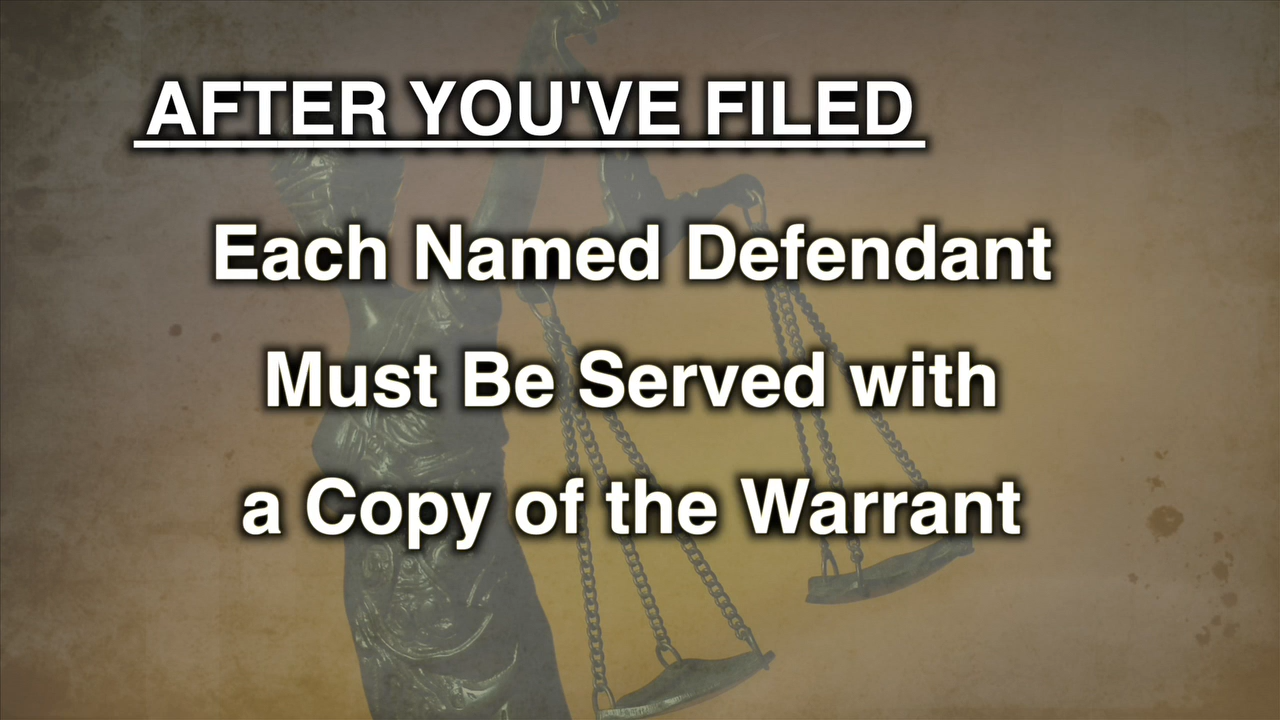 AFTER YOU'VE FILED
Each Named Defendant
Must Be Served with
a Copy of the Warrant